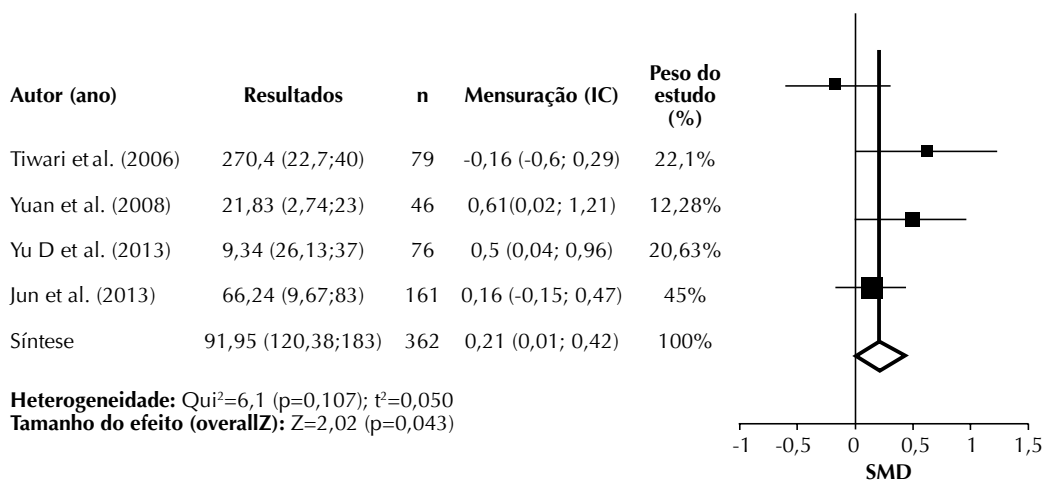 Autor (ano) Resultados n Mensuração (IC) Peso do estudo (%)
Tiwari et al. (2006) 270,4 (22,7;40) 79 -0,16 (-0,6; 0,29) 22,1%
Yuan et al. (2008) 21,83 (2,74;23) 46 0,61(0,02; 1,21) 12,28%
Yu D et al. (2013) 9,34 (26,13;37) 76 0,5 (0,04; 0,96) 20,63%
Jun et al. (2013) 66,24 (9,67;83) 161 0,16 (-0,15; 0,47) 45%
Síntese 91,95 (120,38;183) 362 0,21 (0,01; 0,42) 100%
Heterogeneidade: Qui²=6,1 (p=0,107); t²=0,050
Tamanho do efeito (overallZ): Z=2,02 (p=0,043)
-1 -0,5 0 0,5 1 1,5
SMD